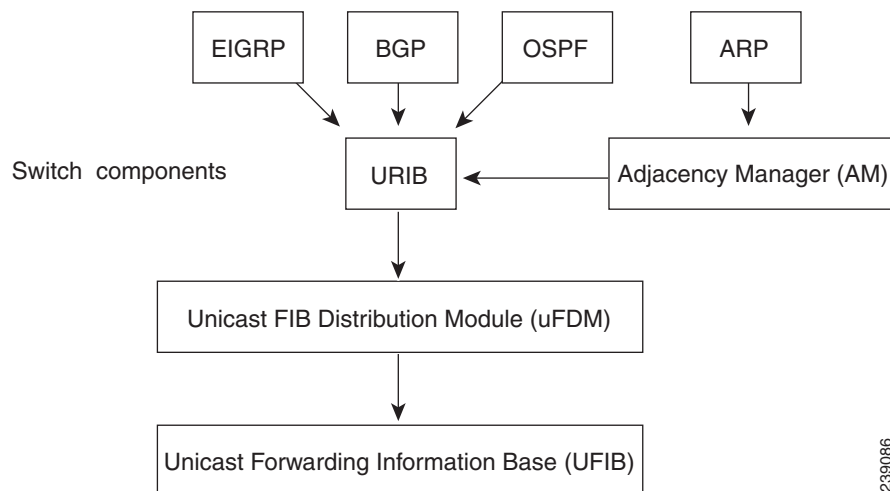 EIGRP
BGP
OSPF
ARP
Switch components
URIB
Adjacency Manager (AM)
Unicast FIB Distribution Module (uFDM)
Unicast Forwarding Information Base (UFIB)
239086